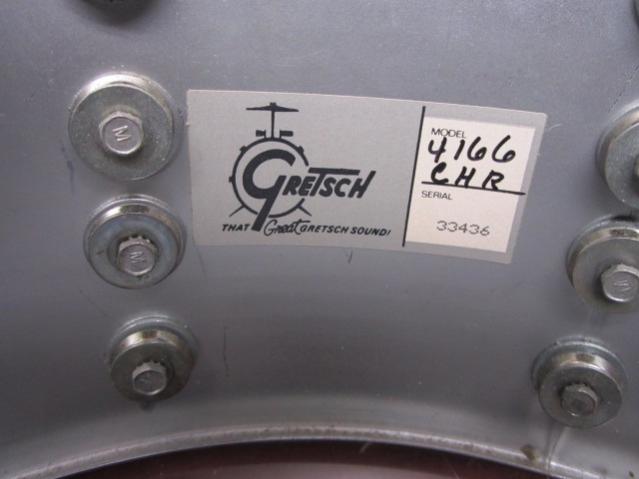 GRETSCH
THAT Great GRETSCH SOUND!
MODEL
4166
CHR
SERIAL
33436
M
M
M
M
M